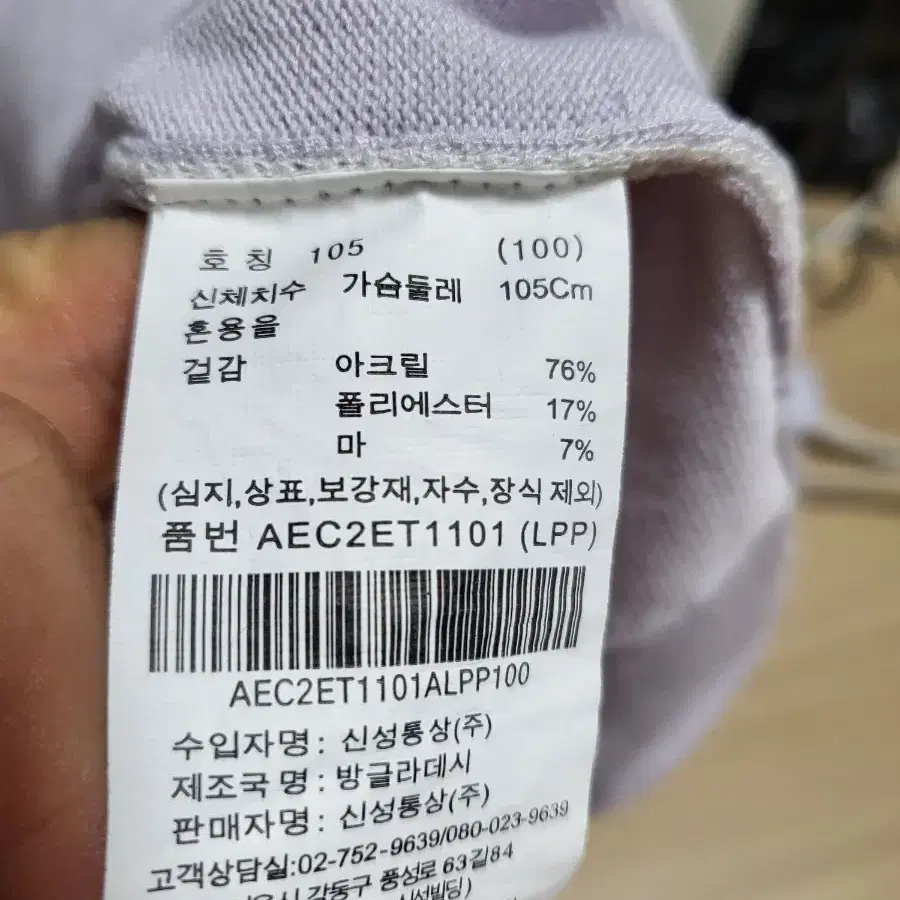 호칭 105 (100)
신체치수 가슴둘레 105Cm
혼용율
겉감 아크릴 76%
폴리에스터 17%
마 7%
(심지,상표,보강재,자수,장식 제외)
품번 AEC2ET1101 (LPP)
AEC2ET1101ALPP100
수입자명 : 신성통상(주)
제조국명 : 방글라데시
판매자명 : 신성통상(주)
고객상담실:02-752-9639/080-023-9639
강동구 풍성로 63길84
신성빌딩)